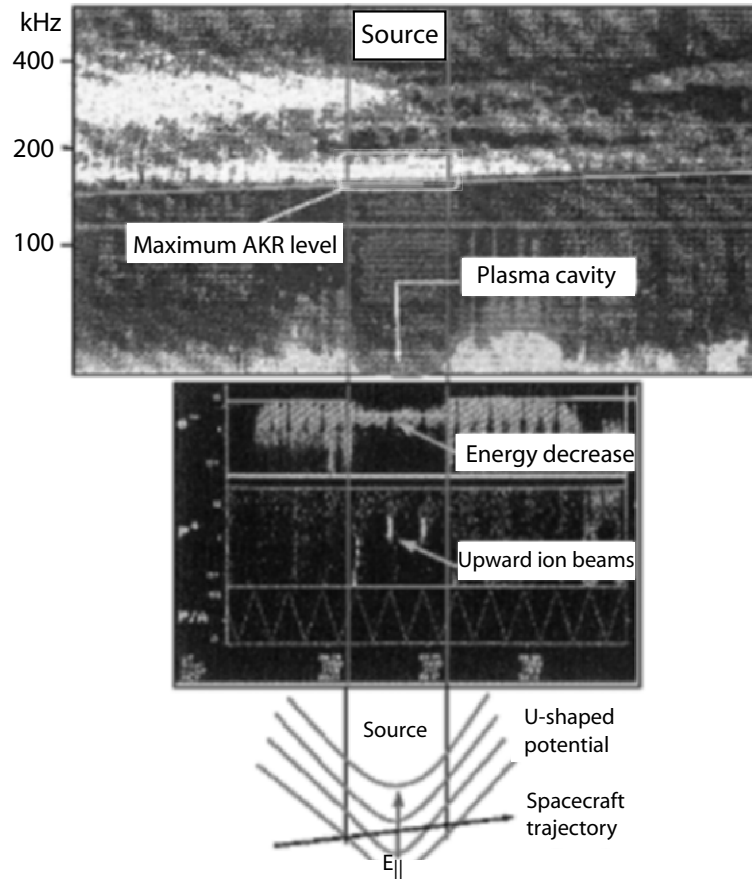 kHz
Source
400
200
Maximum AKR level
100
Plasma cavity
e⁻
Energy decrease
P⁺
Upward ion beams
P/A
Source
U-shaped
potential
Spacecraft
trajectory
E||